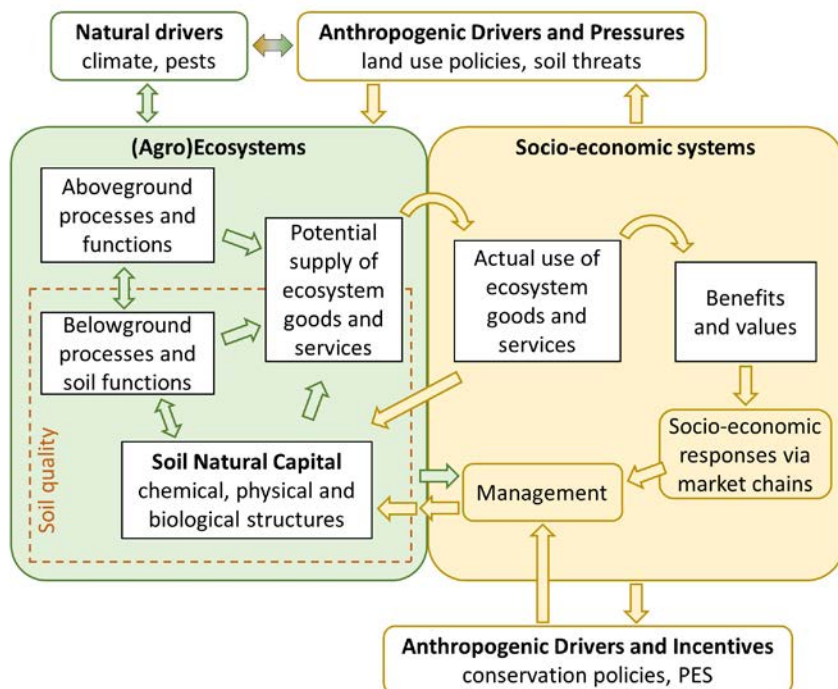 Natural drivers
climate, pests
Anthropogenic Drivers and Pressures
land use policies, soil threats
(Agro)Ecosystems
Socio-economic systems
Aboveground
processes and
functions
Potential
supply of
ecosystem
goods and
services
Actual use of
ecosystem
goods and
services
Benefits
and values
Belowground
processes and
soil functions
Soil quality
Soil Natural Capital
chemical, physical and
biological structures
Management
Socio-economic
responses via
market chains
Anthropogenic Drivers and Incentives
conservation policies, PES